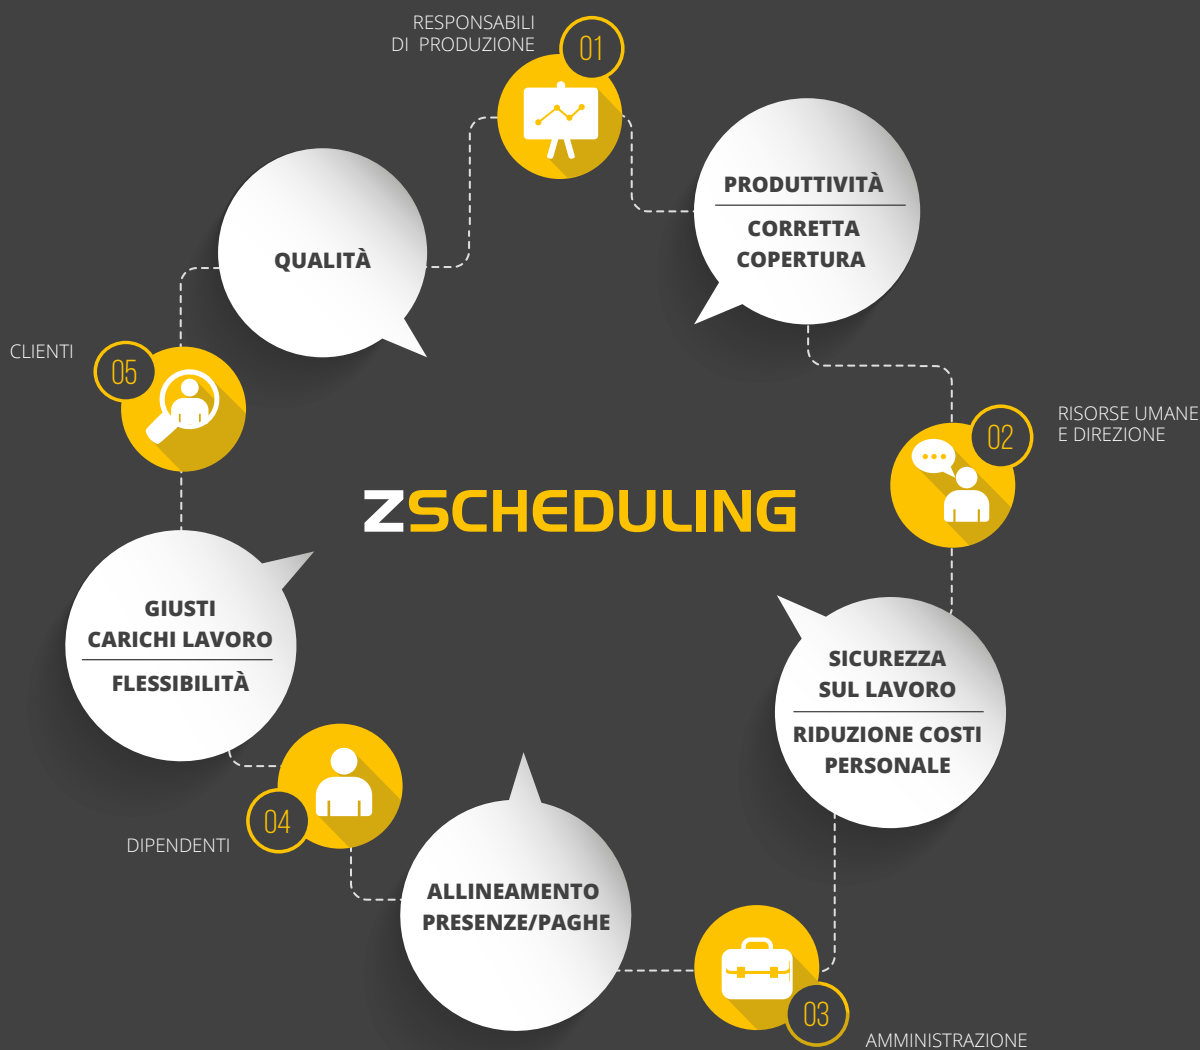 RESPONSABILI
DI PRODUZIONE
01
PRODUTTIVITÀ
CORRETTA
COPERTURA
QUALITÀ
CLIENTI
05
RISORSE UMANE
E DIREZIONE
02
ZSCHEDULING
GIUSTI
CARICHI LAVORO
FLESSIBILITÀ
SICUREZZA
SUL LAVORO
RIDUZIONE COSTI
PERSONALE
04
DIPENDENTI
ALLINEAMENTO
PRESENZE/PAGHE
03
AMMINISTRAZIONE